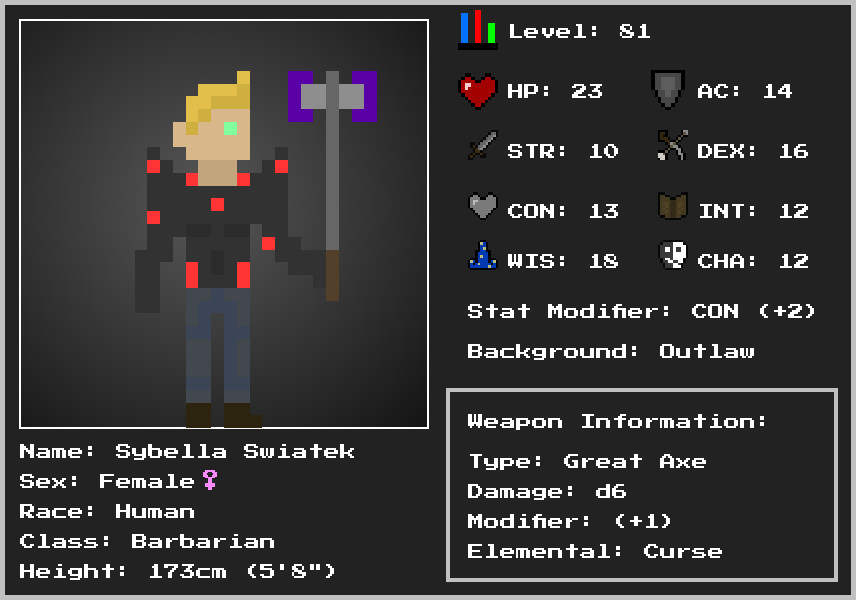 Level: 81
HP: 23
AC: 14
STR: 10
DEX: 16
CON: 13
INT: 12
WIS: 18
CHA: 12
Stat Modifier: CON (+2)
Background: Outlaw
Weapon Information:
Type: Great Axe
Damage: d6
Modifier: (+1)
Elemental: Curse
Name: Sybella Swiatek
Sex: Female♀
Race: Human
Class: Barbarian
Height: 173cm (5'8")